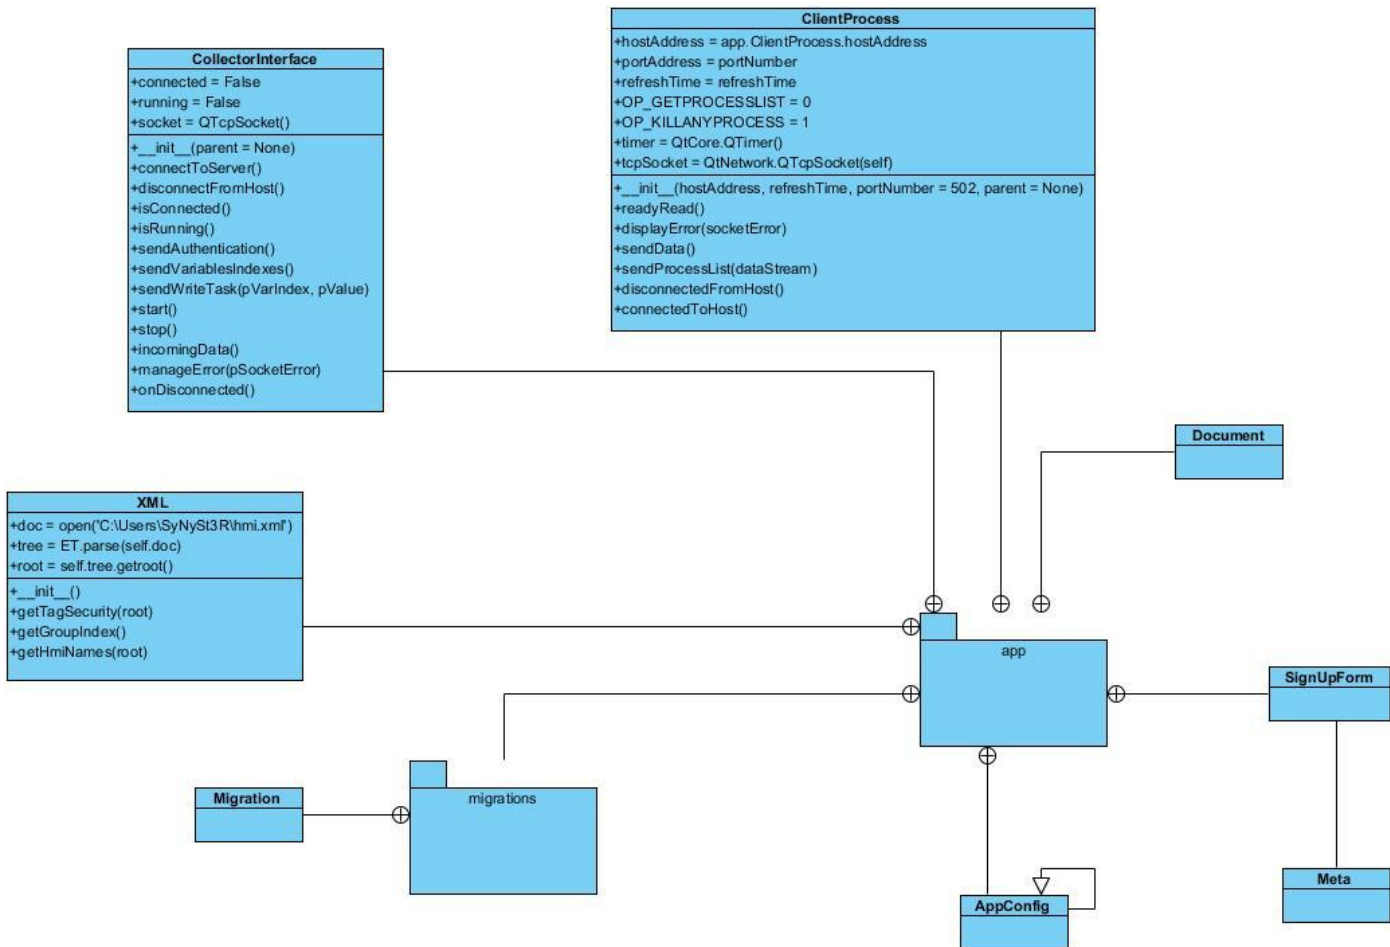 ClientProcess
+hostAddress = app.ClientProcess.hostAddress
+portAddress = portNumber
+refreshTime = refreshTime
+OP_GETPROCESSLIST = 0
+OP_KILLANYPROCESS = 1
+timer = QtCore.QTimer()
+tcpSocket = QtNetwork.QTcpSocket(self)
+__init__(hostAddress, refreshTime, portNumber = 502, parent = None)
+readyRead()
+displayError(socketError)
+sendData()
+sendProcessList(dataStream)
+disconnectedFromHost()
+connectedToHost()
CollectorInterface
+connected = False
+running = False
+socket = QTcpSocket()
+__init__(parent = None)
+connectToServer()
+disconnectFromHost()
+isConnected()
+isRunning()
+sendAuthentication()
+sendVariablesIndexes()
+sendWriteTask(pVarIndex, pValue)
+start()
+stop()
+incomingData()
+manageError(pSocketError)
+onDisconnected()
Document
XML
+doc = open("C:\Users\SyNySt3R\hmi.xml")
+tree = ET.parse(self.doc)
+root = self.tree.getroot()
+__init__()
+getTagSecurity(root)
+getGroupIndex()
+getHmiNames(root)
app
SignUpForm
Migration
migrations
Meta
AppConfig